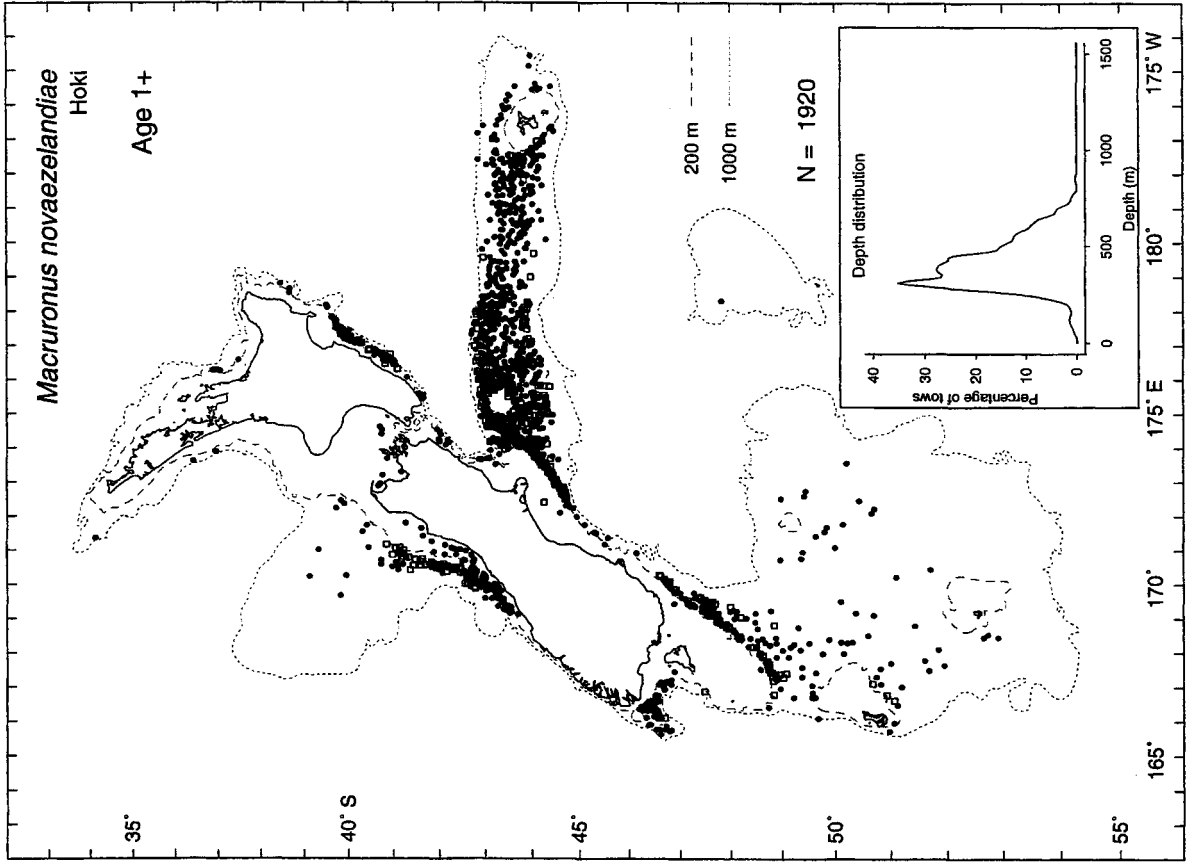 Macruronus novaezelandiae
Hoki
Age 1+
200 m
1000 m
N = 1920
Depth distribution
Percentage of tows
40
30
20
10
0
0
500
1000
1500
Depth (m)
35°
40° S
45°
50°
55°
165°
170°
175° E
180°
175° W